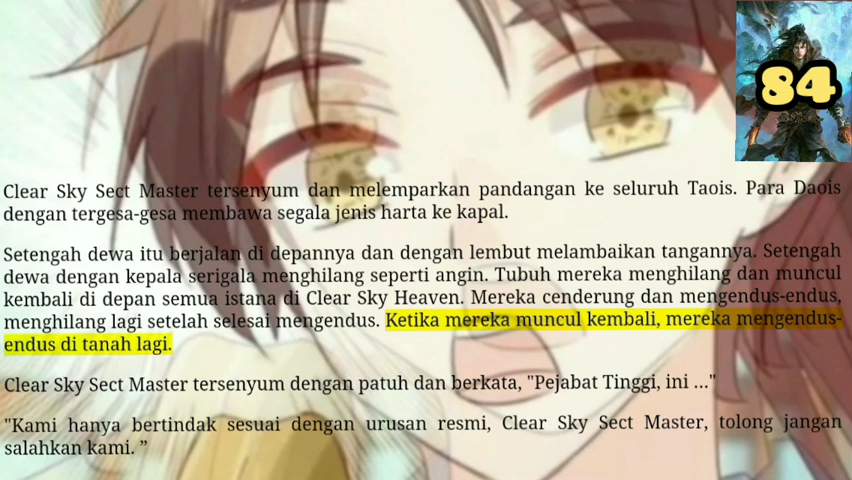 84
Clear Sky Sect Master tersenyum dan melemparkan pandangan ke seluruh Taois. Para Daois
dengan tergesa-gesa membawa segala jenis harta ke kapal.
Setengah dewa itu berjalan di depannya dan dengan lembut melambaikan tangannya. Setengah
dewa dengan kepala serigala menghilang seperti angin. Tubuh mereka menghilang dan muncul
kembali di depan semua istana di Clear Sky Heaven. Mereka cenderung dan mengendus-endus,
menghilang lagi setelah selesai mengendus. Ketika mereka muncul kembali, mereka mengendus-
endus di tanah lagi.
Clear Sky Sect Master tersenyum dengan patuh dan berkata, "Pejabat Tinggi, ini ..."
"Kami hanya bertindak sesuai dengan urusan resmi, Clear Sky Sect Master, tolong jangan
salahkan kami. ”